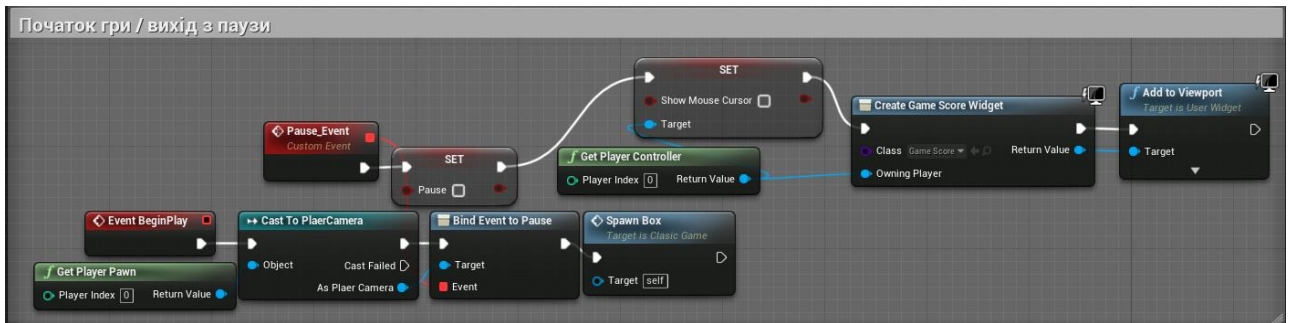 Початок гри / вихід з паузи
Pause_Event
Custom Event
SET
Pause
SET
Show Mouse Cursor
Target
f Get Player Controller
Player Index 0 Return Value
Create Game Score Widget
Class Game Score Return Value
Owning Player
f Add to Viewport
Target is User Widget
Target
Event BeginPlay
f Get Player Pawn
Player Index 0 Return Value
Cast To PlaerCamera
Object Cast Failed
As Plaer Camera
Bind Event to Pause
Target
Event
Spawn Box
Target is Clasic Game
Target self